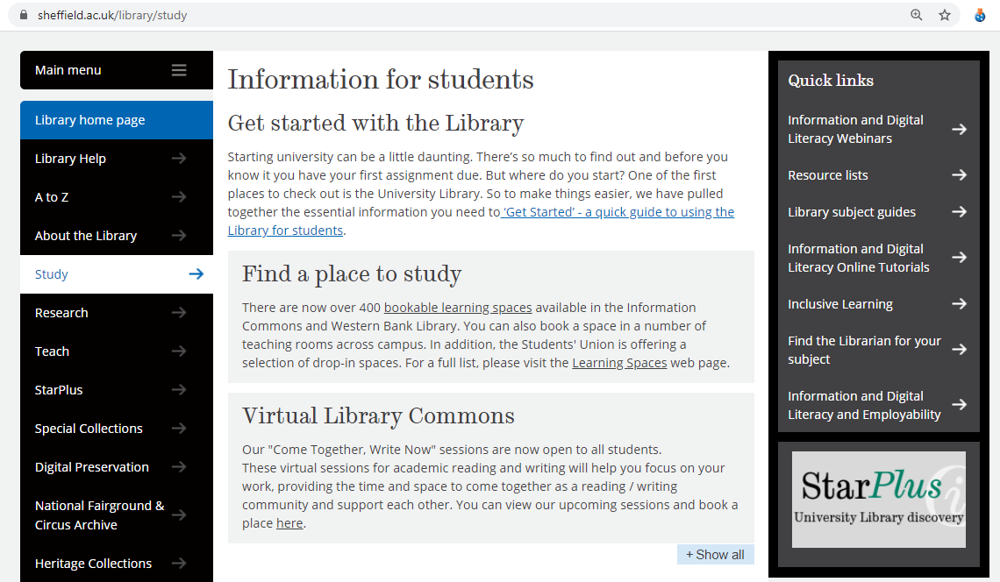 sheffield.ac.uk/library/study
Main menu
Library home page
Library Help
A to Z
About the Library
Study
Research
Teach
StarPlus
Special Collections
Digital Preservation
National Fairground &
Circus Archive
Heritage Collections
Information for students
Get started with the Library
Starting university can be a little daunting. There's so much to find out and before you
know it you have your first assignment due. But where do you start? One of the first
places to check out is the University Library. So to make things easier, we have pulled
together the essential information you need to 'Get Started' - a quick guide to using the
Library for students.
Find a place to study
There are now over 400 bookable learning spaces available in the Information
Commons and Western Bank Library. You can also book a space in a number of
teaching rooms across campus. In addition, the Students' Union is offering a
selection of drop-in spaces. For a full list, please visit the Learning Spaces web page.
Virtual Library Commons
Our "Come Together, Write Now" sessions are now open to all students.
These virtual sessions for academic reading and writing will help you focus on your
work, providing the time and space to come together as a reading / writing
community and support each other. You can view our upcoming sessions and book a
place here.
+ Show all
Quick links
Information and Digital
Literacy Webinars
Resource lists
Library subject guides
Information and Digital
Literacy Online Tutorials
Inclusive Learning
Find the Librarian for your
subject
Information and Digital
Literacy and Employability
StarPlus
University Library discovery